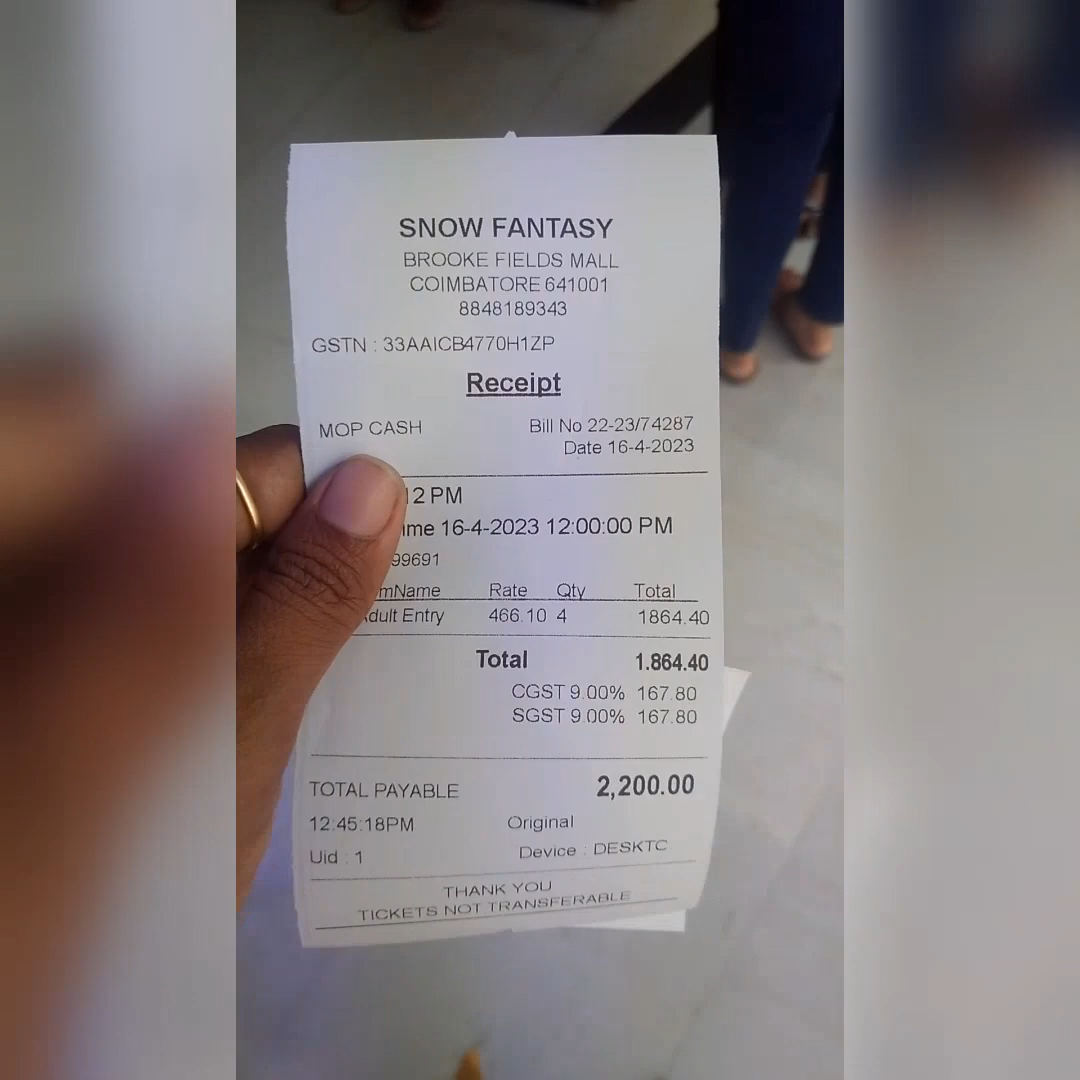 SNOW FANTASY
BROOKE FIELDS MALL
COIMBATORE 641001
8848189343
GSTN : 33AAICB4770H1ZP
Receipt
MOP CASH Bill No 22-23/74287
Date 16-4-2023
12 PM
ime 16-4-2023 12:00:00 PM
99691
mName Rate Qty Total
Adult Entry 466.10 4 1864.40
Total 1.864.40
CGST 9.00% 167.80
SGST 9.00% 167.80
TOTAL PAYABLE 2,200.00
12:45:18PM Original
Uid : 1 Device : DESKTC
THANK YOU
TICKETS NOT TRANSFERABLE